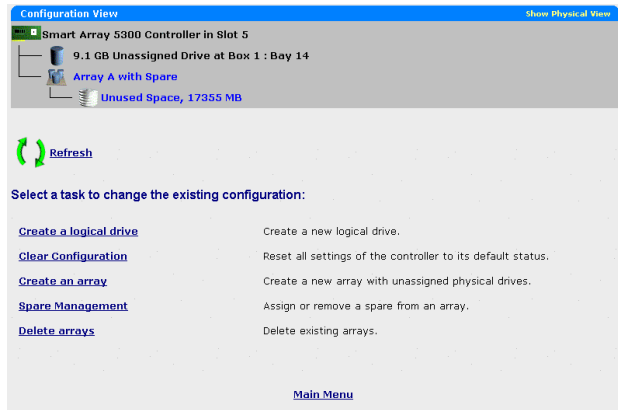 Configuration View Show Physical View
Smart Array 5300 Controller in Slot 5
9.1 GB Unassigned Drive at Box 1 : Bay 14
Array A with Spare
Unused Space, 17355 MB
Refresh
Select a task to change the existing configuration:
Create a logical drive Create a new logical drive.
Clear Configuration Reset all settings of the controller to its default status.
Create an array Create a new array with unassigned physical drives.
Spare Management Assign or remove a spare from an array.
Delete arrays Delete existing arrays.
Main Menu